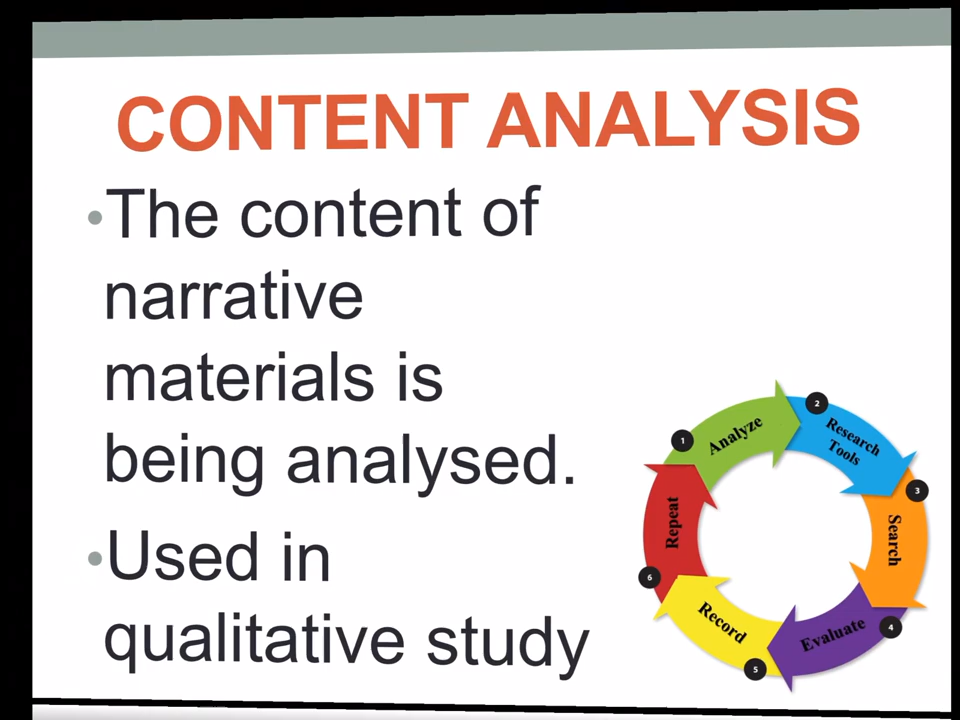 CONTENT ANALYSIS
•The content of
narrative
materials is
being analysed.
•Used in
qualitative study
1
Analyze
2
Research
Tools
3
Search
4
Evaluate
5
Record
6
Repeat